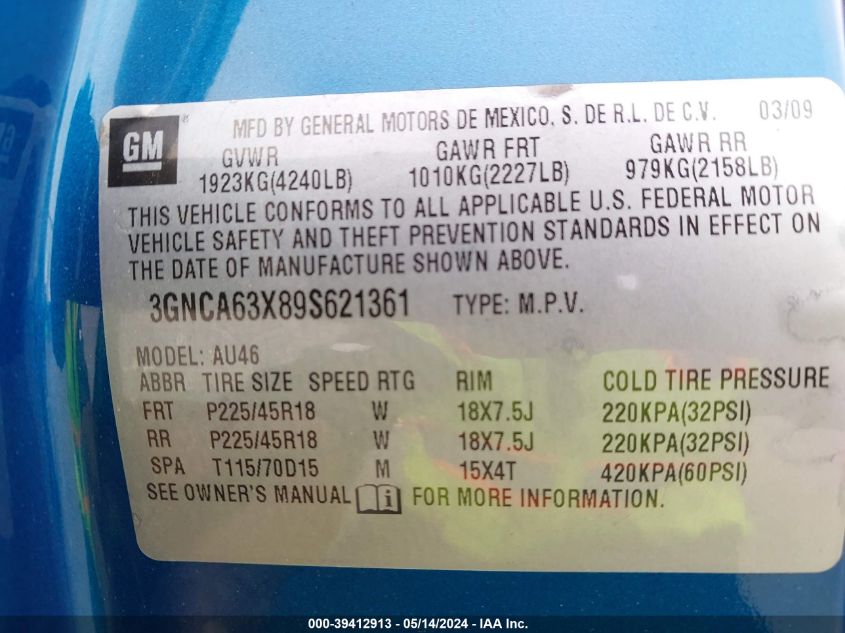 GM ® MFD BY GENERAL MOTORS DE MEXICO, S. DE R.L. DE C.V. 03/09
GVWR GAWR FRT GAWR RR
1923KG(4240LB) 1010KG(2227LB) 979KG(2158LB)
THIS VEHICLE CONFORMS TO ALL APPLICABLE U.S. FEDERAL MOTOR
VEHICLE SAFETY AND THEFT PREVENTION STANDARDS IN EFFECT ON
THE DATE OF MANUFACTURE SHOWN ABOVE.
3GNCA63X89S621361 TYPE: M.P.V.
MODEL: AU46
ABBR TIRE SIZE SPEED RTG RIM COLD TIRE PRESSURE
FRT P225/45R18 W 18X7.5J 220KPA(32PSI)
RR P225/45R18 W 18X7.5J 220KPA(32PSI)
SPA T115/70D15 M 15X4T 420KPA(60PSI)
SEE OWNER'S MANUAL i FOR MORE INFORMATION.
000-39412913 - 05/14/2024 - IAA Inc.